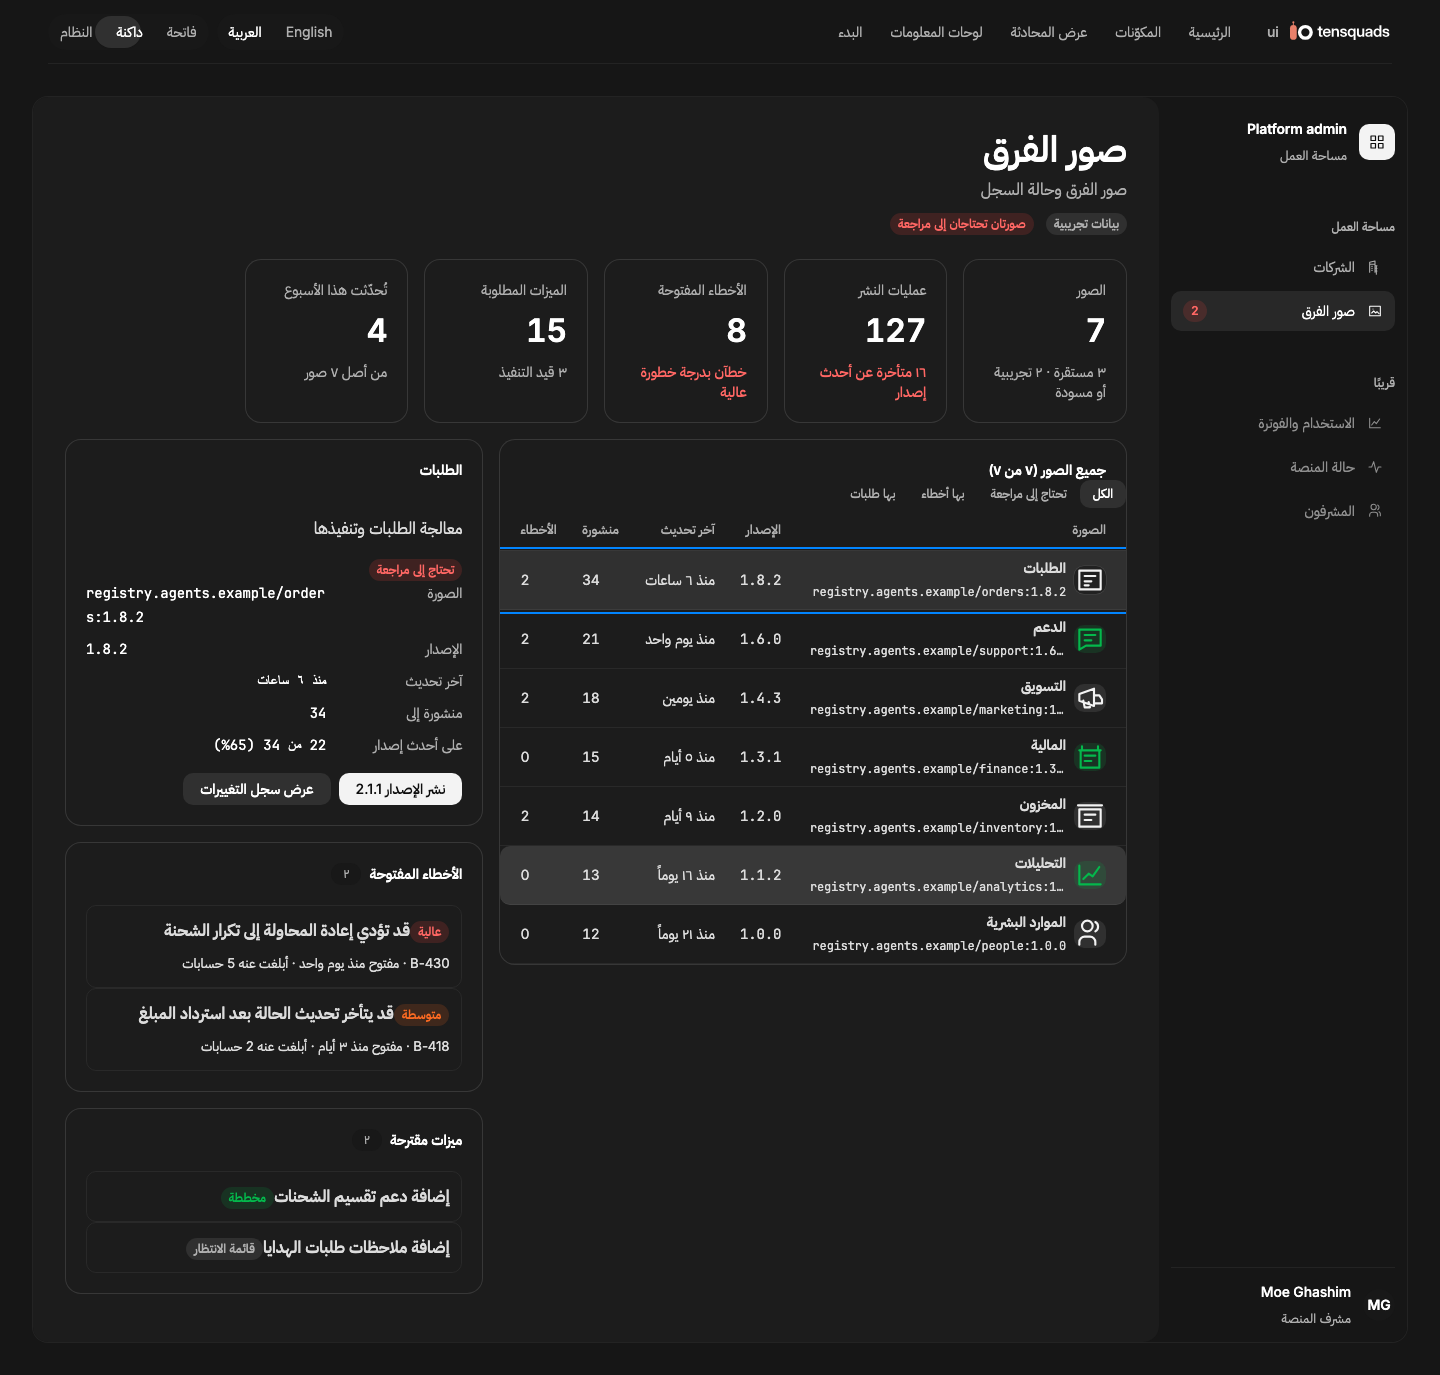 tensquads ui
الرئيسية
المكوّنات
عرض المحادثة
لوحات المعلومات
البدء
English
العربية
فاتحة
داكنة
النظام
Platform admin
مساحة العمل
مساحة العمل
الشركات
صور الفرق
2
قريبًا
الاستخدام والفوترة
حالة المنصة
المشرفون
MG
Moe Ghashim
مشرف المنصة
صور الفرق
صور الفرق وحالة السجل
بيانات تجريبية
صورتان تحتاجان إلى مراجعة
الصور
7
٣ مستقرة · ٢ تجريبية
أو مسودة
عمليات النشر
127
١٦ متأخرة عن أحدث
إصدار
الأخطاء المفتوحة
8
خطآن بدرجة خطورة
عالية
الميزات المطلوبة
15
٣ قيد التنفيذ
تُحدّثت هذا الأسبوع
4
من أصل ٧ صور
جميع الصور (٧ من ٧)
الكل
تحتاج إلى مراجعة
بها أخطاء
بها طلبات
الصورة الإصدار آخر تحديث منشورة الأخطاء
الطلبات
registry.agents.example/orders:1.8.2
1.8.2 منذ ٦ ساعات 34 2
الدعم
registry.agents.example/support:1.6…
1.6.0 منذ يوم واحد 21 2
التسويق
registry.agents.example/marketing:1…
1.4.3 منذ يومين 18 2
المالية
registry.agents.example/finance:1.3…
1.3.1 منذ ٥ أيام 15 0
المخزون
registry.agents.example/inventory:1…
1.2.0 منذ ٩ أيام 14 2
التحليلات
registry.agents.example/analytics:1…
1.1.2 منذ ١٦ يوماً 13 0
الموارد البشرية
registry.agents.example/people:1.0.0
1.0.0 منذ ٢١ يوماً 12 0
الطلبات
معالجة الطلبات وتنفيذها
تحتاج إلى مراجعة
الصورة registry.agents.example/order
s:1.8.2
الإصدار 1.8.2
آخر تحديث منذ ٦ ساعات
منشورة إلى 34
على أحدث إصدار 22 من 34 (65%)
نشر الإصدار 2.1.1
عرض سجل التغييرات
الأخطاء المفتوحة ٢
عالية قد تؤدي إعادة المحاولة إلى تكرار الشحنة
B-430 · مفتوح منذ يوم واحد · أبلغت عنه 5 حسابات
متوسطة قد يتأخر تحديث الحالة بعد استرداد المبلغ
B-418 · مفتوح منذ ٣ أيام · أبلغت عنه 2 حسابات
ميزات مقترحة ٢
إضافة دعم تقسيم الشحنات مخططة
إضافة ملاحظات طلبات الهدايا قائمة الانتظار